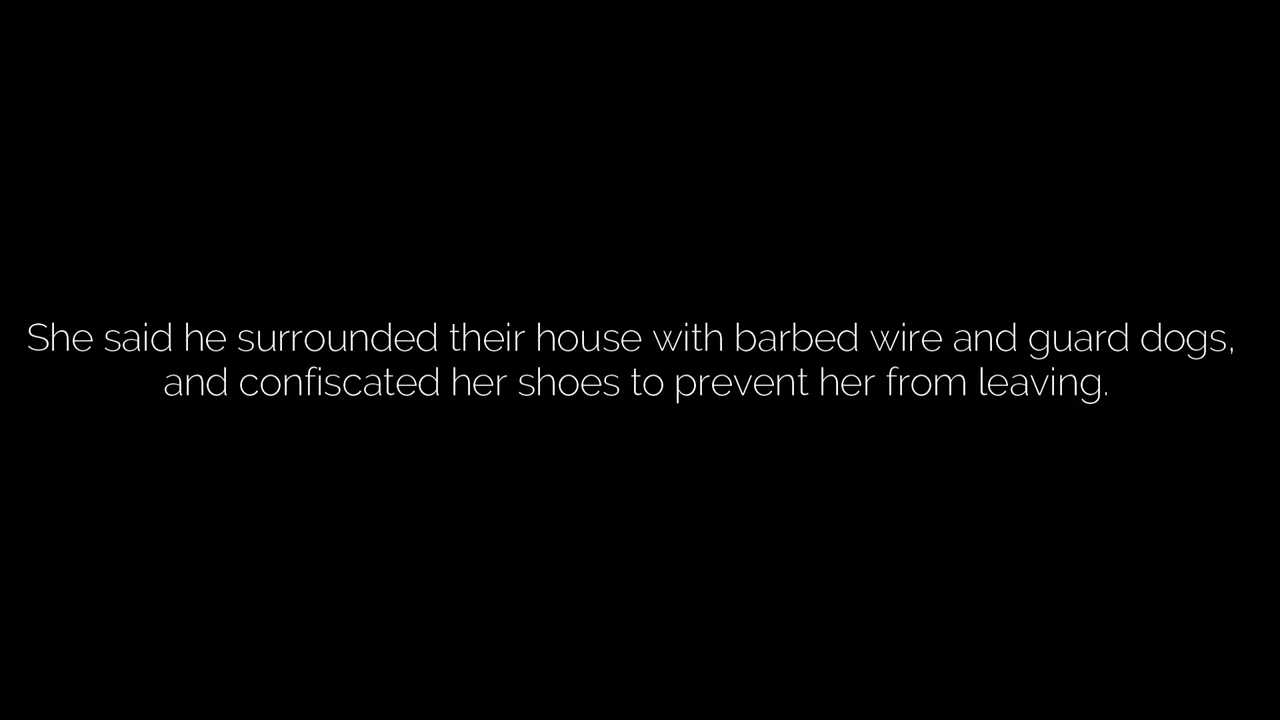 She said he surrounded their house with barbed wire and guard dogs,
and confiscated her shoes to prevent her from leaving.